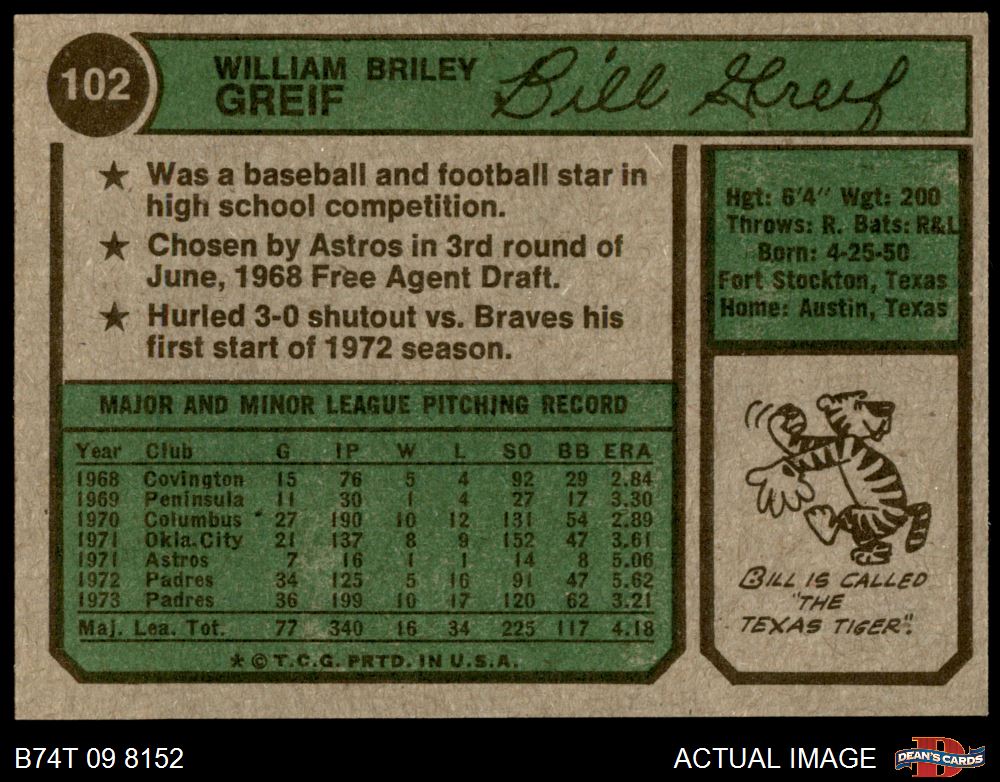 102
WILLIAM BRILEY
GREIF
Bill Greif
★ Was a baseball and football star in
high school competition.
★ Chosen by Astros in 3rd round of
June, 1968 Free Agent Draft.
★ Hurled 3-0 shutout vs. Braves his
first start of 1972 season.
Hgt: 6'4" Wgt: 200
Throws: R. Bats: R&L
Born: 4-25-50
Fort Stockton, Texas
Home: Austin, Texas
MAJOR AND MINOR LEAGUE PITCHING RECORD
Year Club G IP W L SO BB ERA
1968 Covington 15 76 5 4 92 29 2.84
1969 Peninsula 11 30 1 4 27 17 3.30
1970 Columbus 27 190 10 12 131 54 2.89
1971 Okla.City 21 137 8 9 152 47 3.61
1971 Astros 7 16 1 1 14 8 5.06
1972 Padres 34 125 5 16 91 47 5.62
1973 Padres 36 199 10 17 120 62 3.21
Maj. Lea. Tot. 77 340 16 34 225 117 4.18
★ © T.C.G. PRTD. IN U.S.A.
BILL IS CALLED
"THE
TEXAS TIGER".
B74T 09 8152
ACTUAL IMAGE
D
DEAN'S CARDS